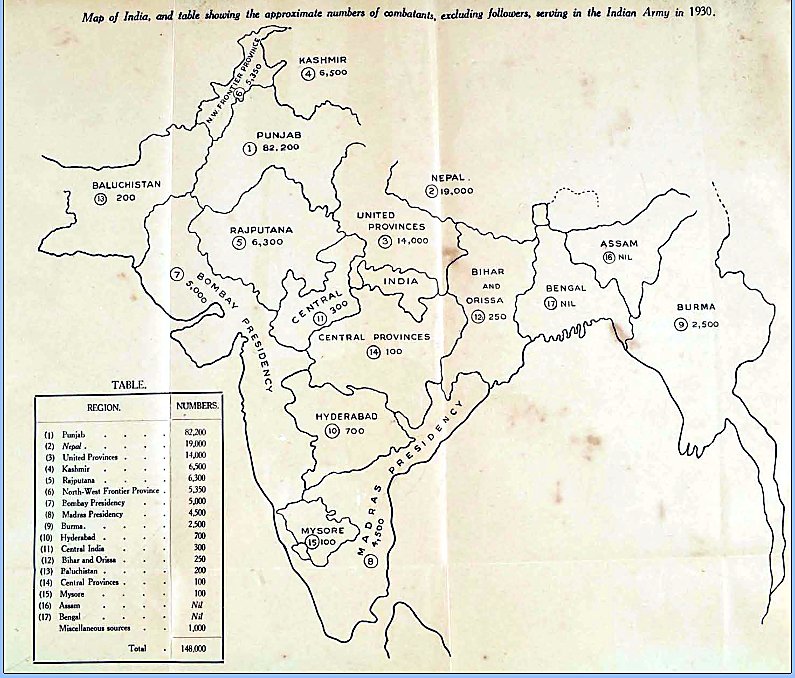 Map of India, and table showing the approximate numbers of combatants, excluding followers, serving in the Indian Army in 1930.
KASHMIR
④ 6,500
N.W. FRONTIER PROVINCE
⑥ 5,350
PUNJAB
① 82,200
BALUCHISTAN
⑬ 200
NEPAL.
② 19,000
RAJPUTANA
⑤ 6,300
UNITED
PROVINCES
③ 14,000
ASSAM
⑯ NIL
BIHAR
AND
ORISSA
⑫ 250
BENGAL
⑰ NIL
BURMA
⑨ 2,500
BOMBAY PRESIDENCY
⑦ 5,000
CENTRAL
INDIA
⑪ 300
CENTRAL PROVINCES
⑭ 100
HYDERABAD
⑩ 700
MADRAS PRESIDENCY
⑧ 4,500
MYSORE
⑮ 100
TABLE.
REGION. NUMBERS.
(1) Punjab . . . . 82,200
(2) Nepal . . . . 19,000
(3) United Provinces . . . 14,000
(4) Kashmir . . . . 6,500
(5) Rajputana . . . . 6,300
(6) North-West Frontier Province . 5,350
(7) Bombay Presidency . . 5,000
(8) Madras Presidency . . 4,500
(9) Burma. . . . . 2,500
(10) Hyderabad . . . . 700
(11) Central India . . . 300
(12) Bihar and Orissa . . . 250
(13) Paluchistan . . . . 200
(14) Central Provinces . . . 100
(15) Mysore . . . . 100
(16) Assam . . . . Nil
(17) Bengal . . . . Nil
Miscellaneous sources . . 1,000
Total . 148,000